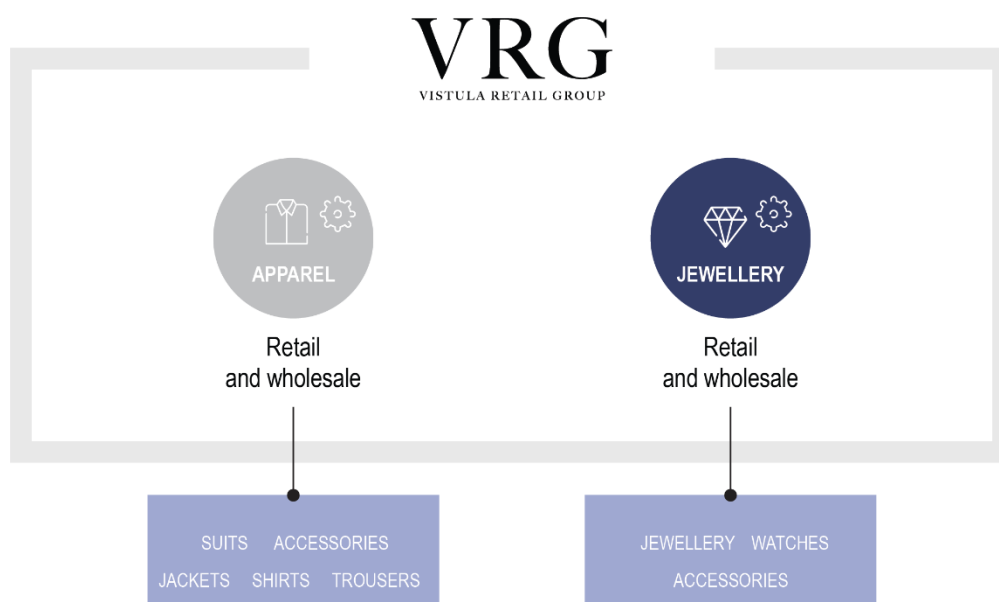 VRG
VISTULA RETAIL GROUP
APPAREL
Retail
and wholesale
SUITS ACCESSORIES
JACKETS SHIRTS TROUSERS
JEWELLERY
Retail
and wholesale
JEWELLERY WATCHES
ACCESSORIES